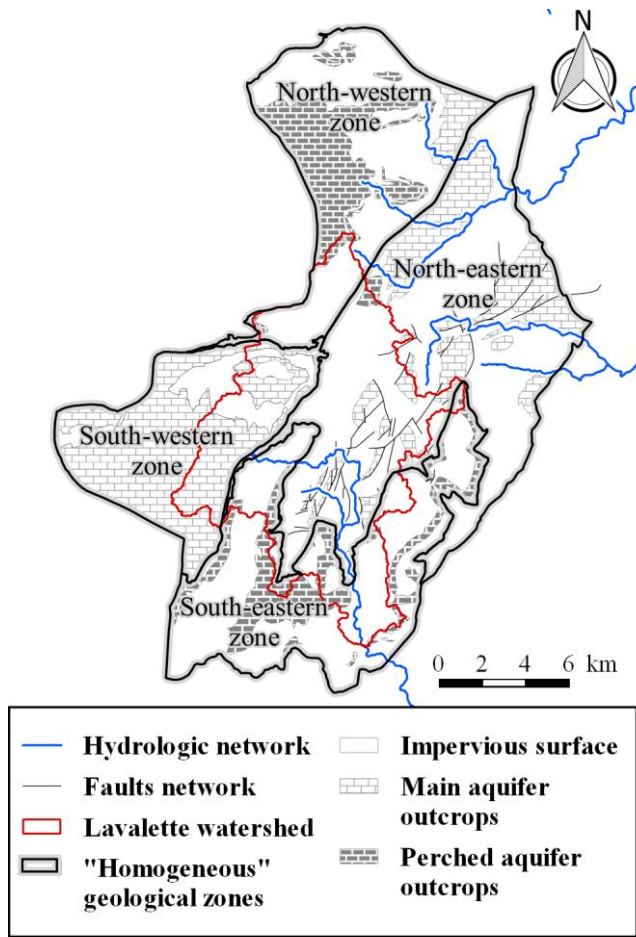 N
North-western
zone
North-eastern
zone
South-western
zone
South-eastern
zone
0 2 4 6 km
Hydrologic network
Faults network
Lavalette watershed
"Homogeneous"
geological zones
Impervious surface
Main aquifer
outcrops
Perched aquifer
outcrops